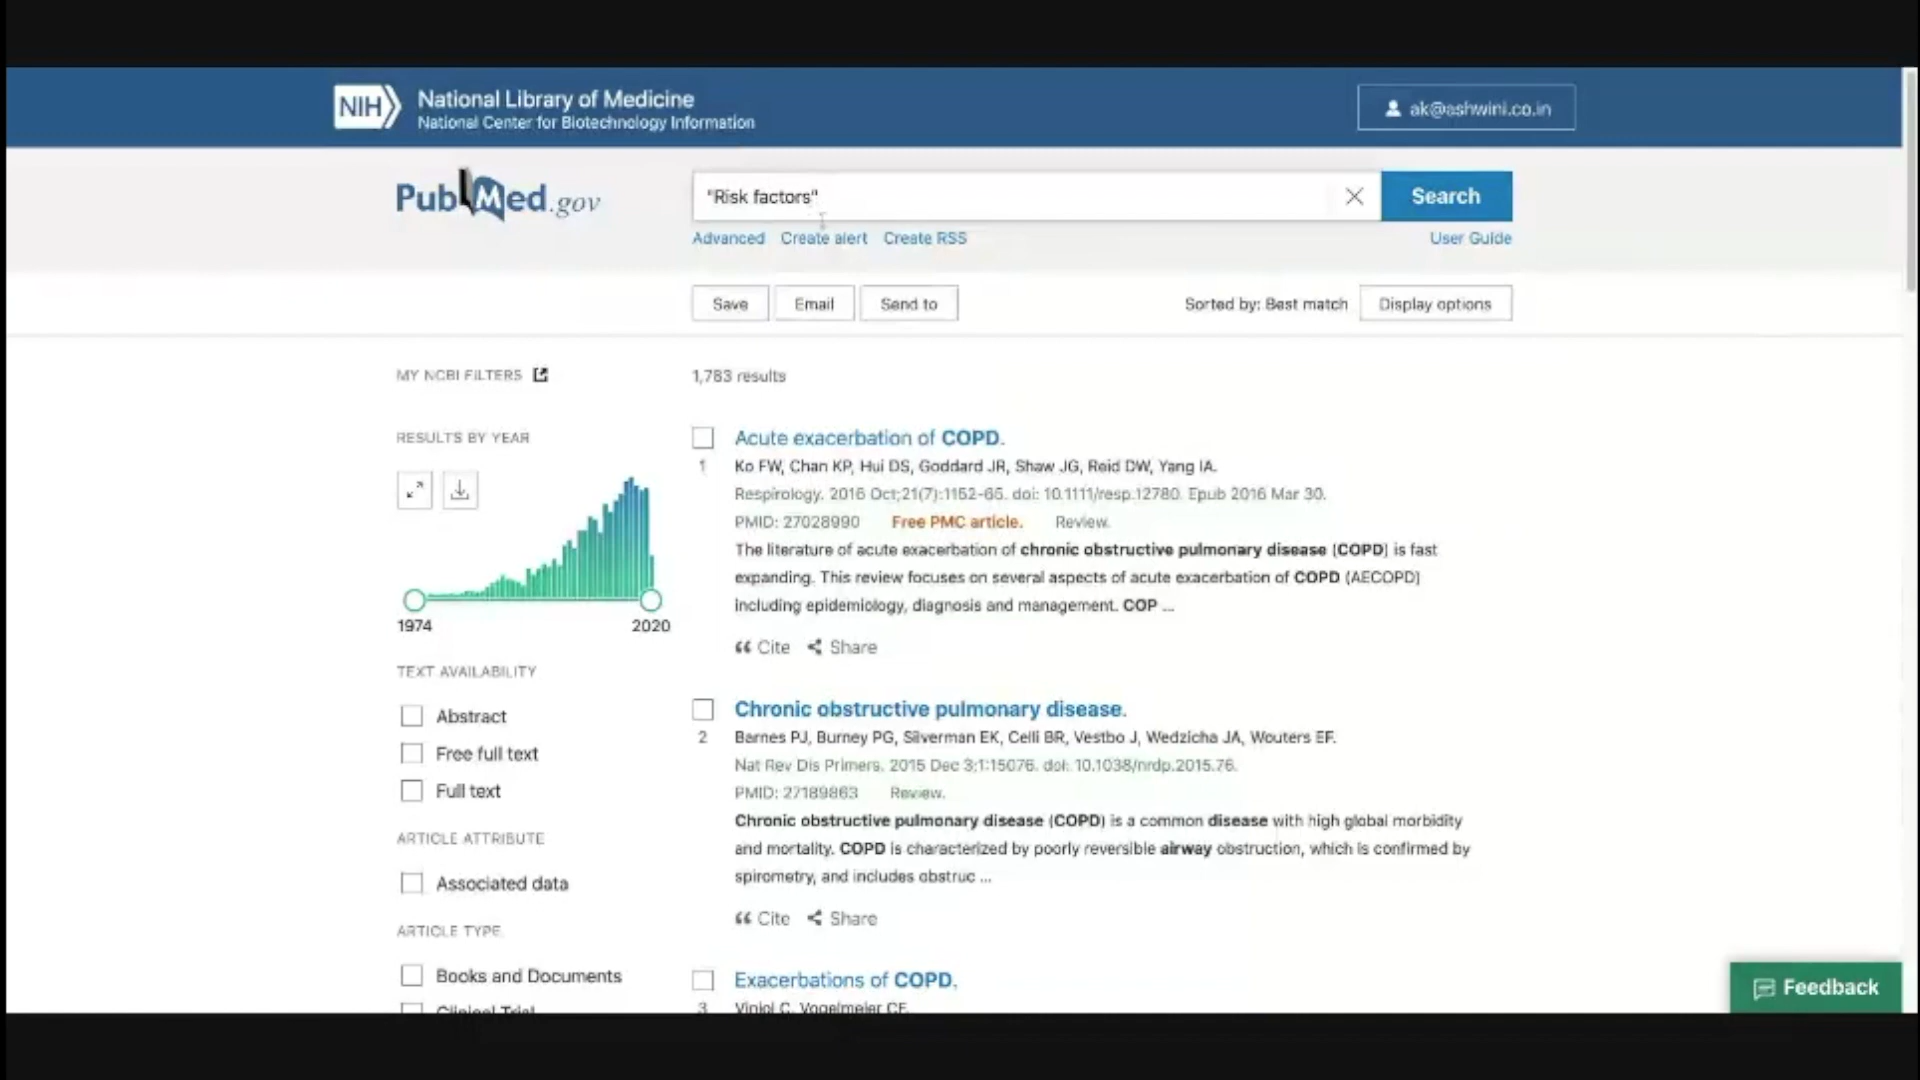 NIH
National Library of Medicine
National Center for Biotechnology Information
ak@ashwini.co.in
PubMed.gov
"Risk factors"
Search
Advanced
Create alert
Create RSS
User Guide
Save
Email
Send to
Sorted by: Best match
Display options
MY NCBI FILTERS
1,783 results
RESULTS BY YEAR
1974
2020
TEXT AVAILABILITY
Abstract
Free full text
Full text
ARTICLE ATTRIBUTE
Associated data
ARTICLE TYPE
Books and Documents
Clinical Trial
Acute exacerbation of COPD.
1
Ko FW, Chan KP, Hui DS, Goddard JR, Shaw JG, Reid DW, Yang IA.
Respirology. 2016 Oct;21(7):1152-65. doi: 10.1111/resp.12780. Epub 2016 Mar 30.
PMID: 27028990 Free PMC article. Review.
The literature of acute exacerbation of chronic obstructive pulmonary disease (COPD) is fast
expanding. This review focuses on several aspects of acute exacerbation of COPD (AECOPD)
including epidemiology, diagnosis and management. COP ...
Cite Share
Chronic obstructive pulmonary disease.
2
Barnes PJ, Burney PG, Silverman EK, Celli BR, Vestbo J, Wedzicha JA, Wouters EF.
Nat Rev Dis Primers. 2015 Dec 3;1:15076. doi: 10.1038/nrdp.2015.76.
PMID: 27189863 Review.
Chronic obstructive pulmonary disease (COPD) is a common disease with high global morbidity
and mortality. COPD is characterized by poorly reversible airway obstruction, which is confirmed by
spirometry, and includes obstruc ...
Cite Share
Exacerbations of COPD.
3
Viniol C, Vogelmeier CF.
Feedback